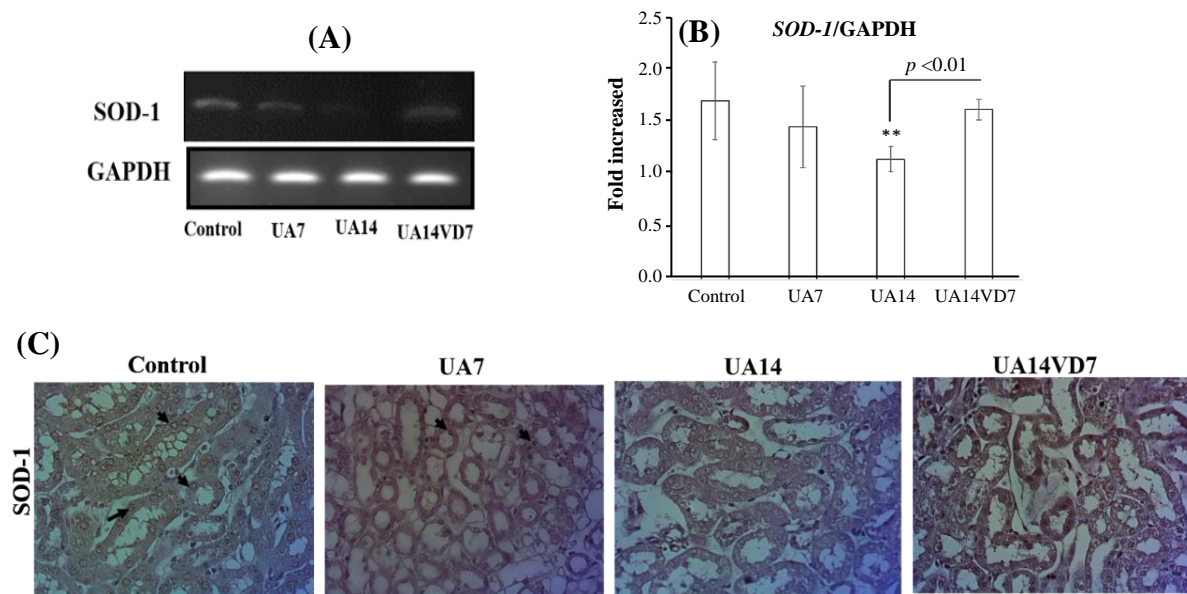 (A)
SOD-1
GAPDH
Control UA7 UA14 UA14VD7
(B) SOD-1/GAPDH
Fold increased
2.5
2.0
1.5
1.0
0.5
0.0
p <0.01
**
Control UA7 UA14 UA14VD7
(C)
Control UA7 UA14 UA14VD7
SOD-1